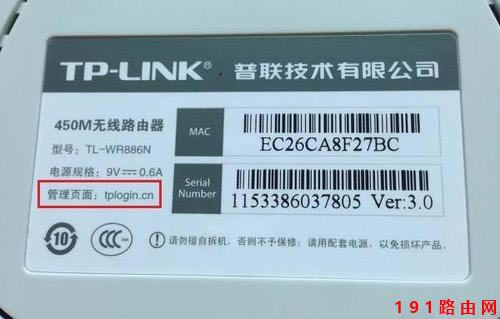 TP-LINK® 普联技术有限公司
450M无线路由器
型号: TL-WR886N
电源规格: 9V⎓0.6A
管理页面: tplogin.cn
MAC
EC26CA8F27BC
Serial Number
1153386037805 Ver:3.0
10
CCC
! 请勿擅自拆机，否则不予保修；请用配套电源，以免损坏产品。
191路由网